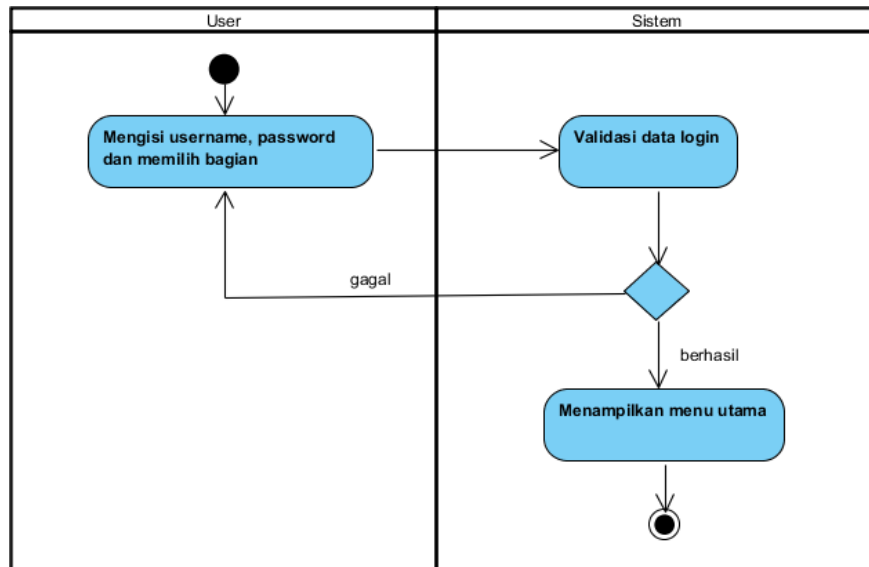 User
Sistem
Mengisi username, password
dan memilih bagian
Validasi data login
gagal
berhasil
Menampilkan menu utama